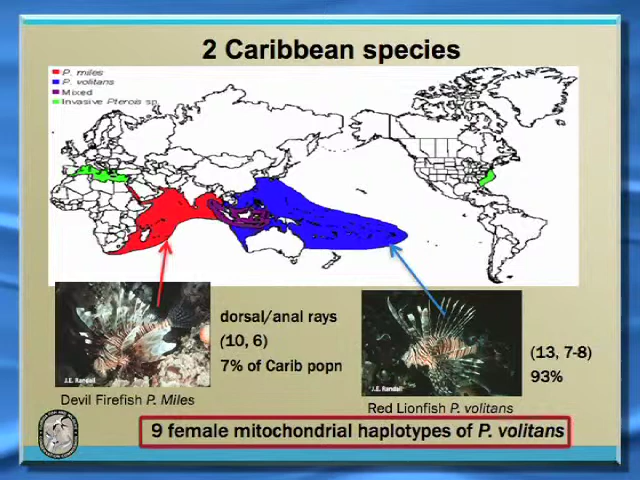 2 Caribbean species
P. miles
P. volitans
Mixed
Invasive Pterois sp.
dorsal/anal rays
(10, 6)
7% of Carib popn
(13, 7-8)
93%
J.E. Randall
J.E. Randall
Devil Firefish P. Miles
Red Lionfish P. volitans
9 female mitochondrial haplotypes of P. volitans